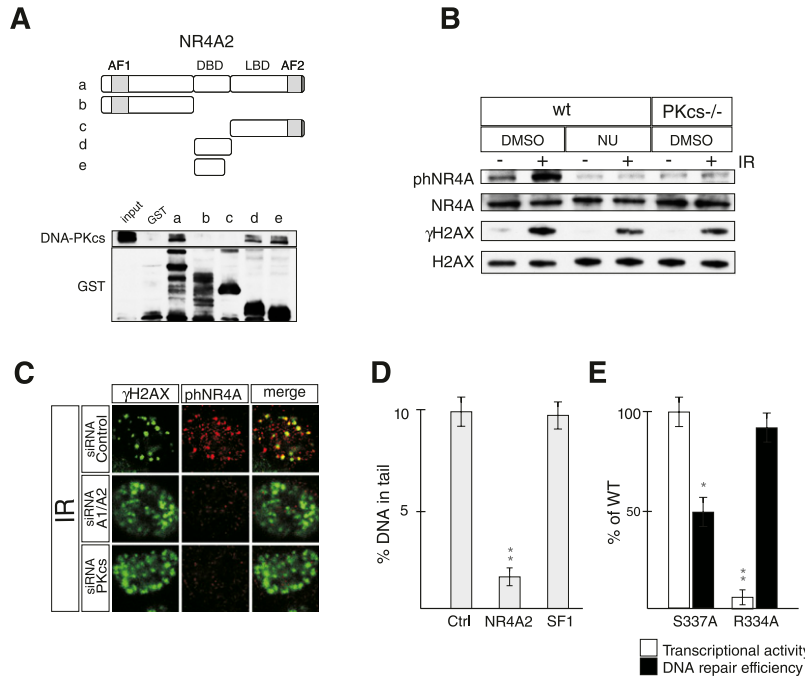 A
NR4A2
AF1 DBD LBD AF2
a
b
c
d
e
input GST a b c d e
DNA-PKcs
GST
B
wt PKcs-/-
DMSO NU DMSO
- + - + - + IR
phNR4A
NR4A
γH2AX
H2AX
C
γH2AX phNR4A merge
IR
siRNA Control
siRNA A1/A2
siRNA PKcs
D
% DNA in tail
10
5
**
Ctrl NR4A2 SF1
E
% of WT
100
50
*
**
S337A R334A
Transcriptional activity
DNA repair efficiency